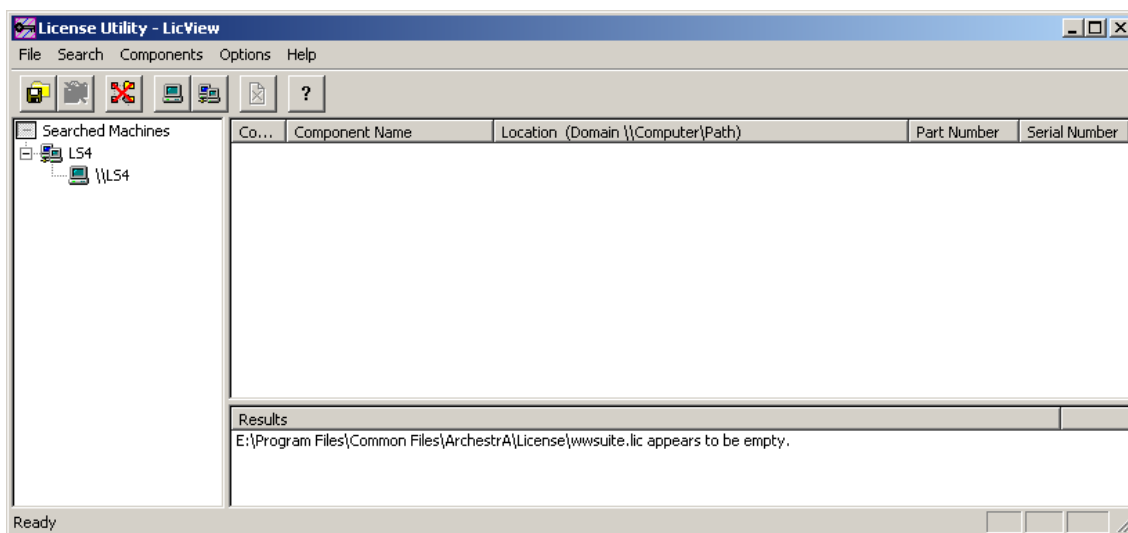 License Utility - LicView
File Search Components Options Help
?
Searched Machines
LS4
\\LS4
Co... Component Name Location (Domain \\Computer\Path) Part Number Serial Number
Results
E:\Program Files\Common Files\ArchestrA\License\wwsuite.lic appears to be empty.
Ready